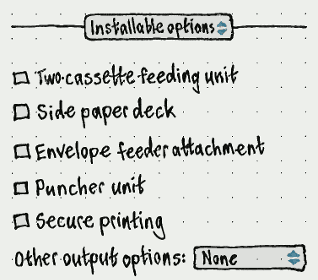 Installable options
Two-cassette feeding unit
Side paper deck
Envelope feeder attachment
Puncher unit
Secure printing
Other output options: None